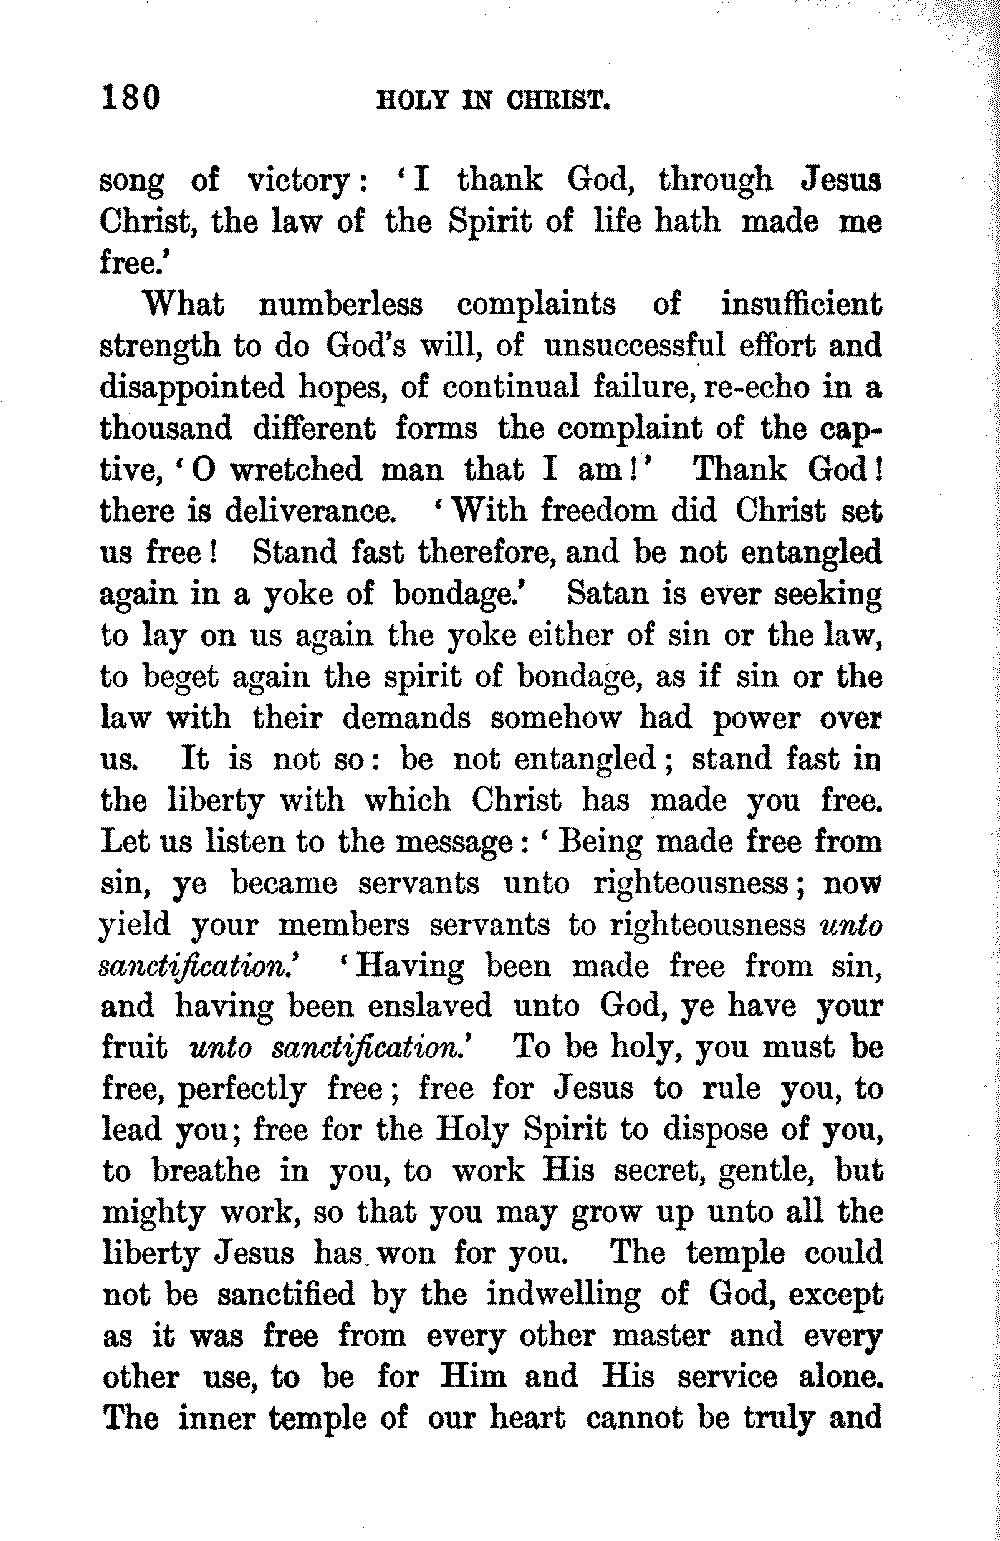 180 HOLY IN CHRIST.
song of victory: ‘I thank God, through Jesus
Christ, the law of the Spirit of life hath made me
free.’
What numberless complaints of insufficient
strength to do God's will, of unsuccessful effort and
disappointed hopes, of continual failure, re-echo in a
thousand different forms the complaint of the cap-
tive, ‘O wretched man that I am!’ Thank God!
there is deliverance. ‘With freedom did Christ set
us free! Stand fast therefore, and be not entangled
again in a yoke of bondage.’ Satan is ever seeking
to lay on us again the yoke either of sin or the law,
to beget again the spirit of bondage, as if sin or the
law with their demands somehow had power over
us. It is not so: be not entangled; stand fast in
the liberty with which Christ has made you free.
Let us listen to the message: ‘Being made free from
sin, ye became servants unto righteousness; now
yield your members servants to righteousness unto
sanctification.’ ‘Having been made free from sin,
and having been enslaved unto God, ye have your
fruit unto sanctification.’ To be holy, you must be
free, perfectly free; free for Jesus to rule you, to
lead you; free for the Holy Spirit to dispose of you,
to breathe in you, to work His secret, gentle, but
mighty work, so that you may grow up unto all the
liberty Jesus has won for you. The temple could
not be sanctified by the indwelling of God, except
as it was free from every other master and every
other use, to be for Him and His service alone.
The inner temple of our heart cannot be truly and